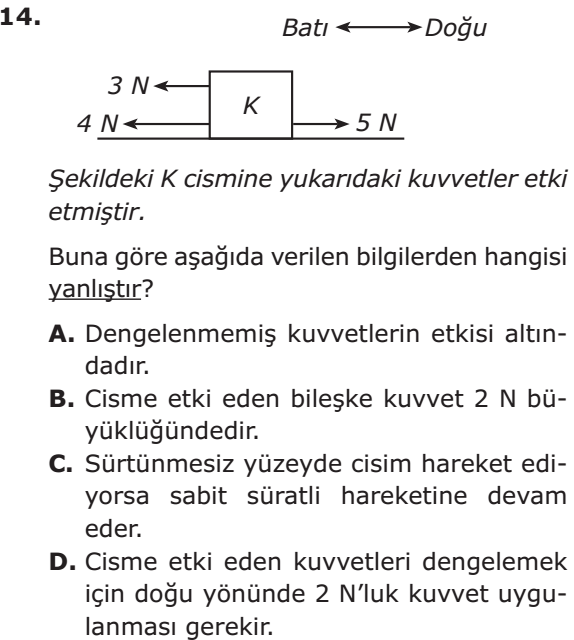 14.
Batı Doğu
3 N
K
4 N 5 N
Şekildeki K cismine yukarıdaki kuvvetler etki
etmiştir.
Buna göre aşağıda verilen bilgilerden hangisi
yanlıştır?
A. Dengelenmemiş kuvvetlerin etkisi altın-
dadır.
B. Cisme etki eden bileşke kuvvet 2 N bü-
yüklüğündedir.
C. Sürtünmesiz yüzeyde cisim hareket edi-
yorsa sabit süratli hareketine devam
eder.
D. Cisme etki eden kuvvetleri dengelemek
için doğu yönünde 2 N'luk kuvvet uygu-
lanması gerekir.